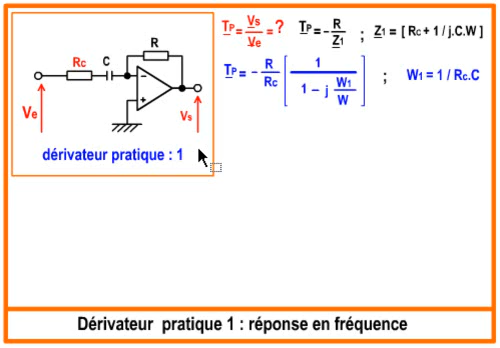 R
Rc C
Ve
Vs
dérivateur pratique : 1
Tp = Vs / Ve = ? Tp = - R / Z1 ; Z1 = [ Rc + 1 / j.C.W ]
Tp = - R / Rc [ 1 / 1 - j W1 / W ] ; W1 = 1 / Rc.C
Dérivateur pratique 1 : réponse en fréquence